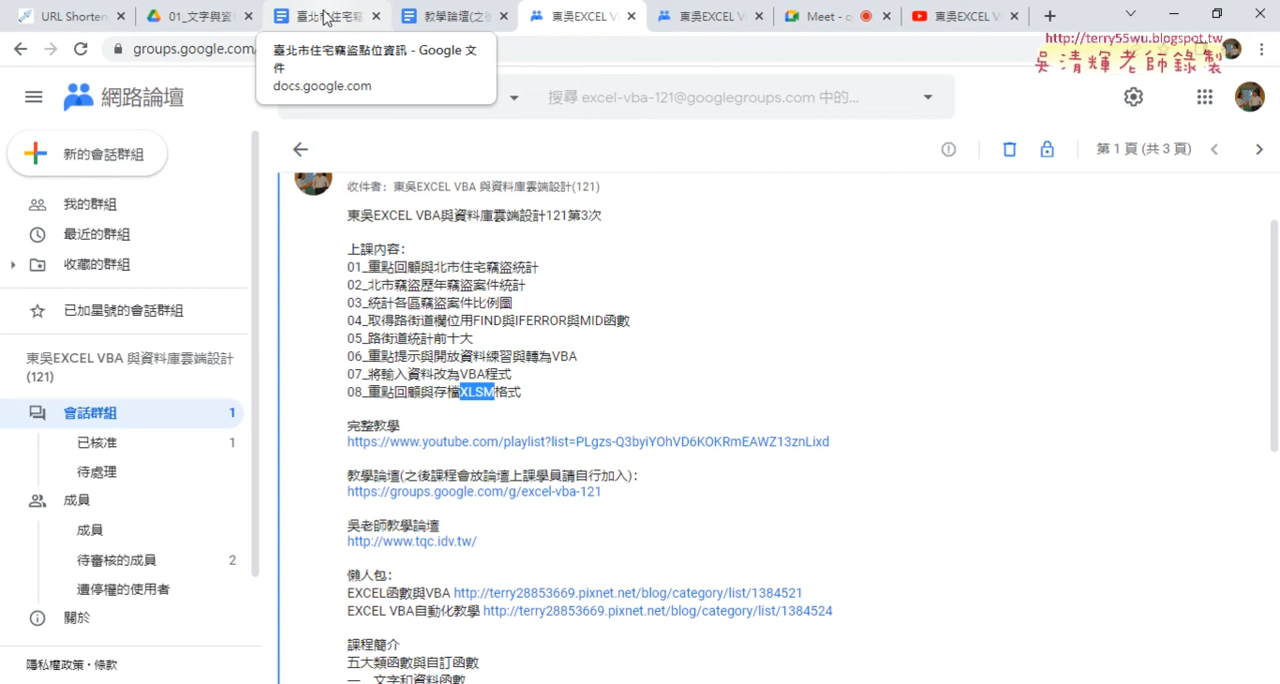 URL Shorten
01_文字與資
臺北市住宅竊
教學論壇(之後
東吳EXCEL V
東吳EXCEL VB
Meet -
東吳EXCEL V
groups.google.com/
http://terry55wu.blogspot.tw
吳清輝老師錄製
臺北市住宅竊盜點位資訊 - Google 文
件
docs.google.com
網路論壇
搜尋 excel-vba-121@googlegroups.com 中的...
新的會話群組
第 1 頁 (共 3 頁)
我的群組
最近的群組
收藏的群組
已加星號的會話群組
東吳EXCEL VBA 與資料庫雲端設計
(121)
會話群組 1
已核准 1
待處理
成員
成員
待審核的成員 2
遭停權的使用者
關於
隱私權政策 • 條款
收件者： 東吳EXCEL VBA 與資料庫雲端設計(121)
東吳EXCEL VBA與資料庫雲端設計121第3次
上課內容:
01_重點回顧與北市住宅竊盜統計
02_北市竊盜歷年竊盜案件統計
03_統計各區竊盜案件比例圖
04_取得路街道欄位用FIND與IFERROR與MID函數
05_路街道統計前十大
06_重點提示與開放資料練習與轉為VBA
07_將輸入資料改為VBA程式
08_重點回顧與存檔XLSM格式
完整教學
https://www.youtube.com/playlist?list=PLgzs-Q3byiYOhVD6KOKRmEAWZ13znLixd
教學論壇(之後課程會放論壇上課學員請自行加入)：
https://groups.google.com/g/excel-vba-121
吳老師教學論壇
http://www.tqc.idv.tw/
懶人包:
EXCEL函數與VBA http://terry28853669.pixnet.net/blog/category/list/1384521
EXCEL VBA自動化教學 http://terry28853669.pixnet.net/blog/category/list/1384524
課程簡介
五大類函數與自訂函數
一、文字和資料函數